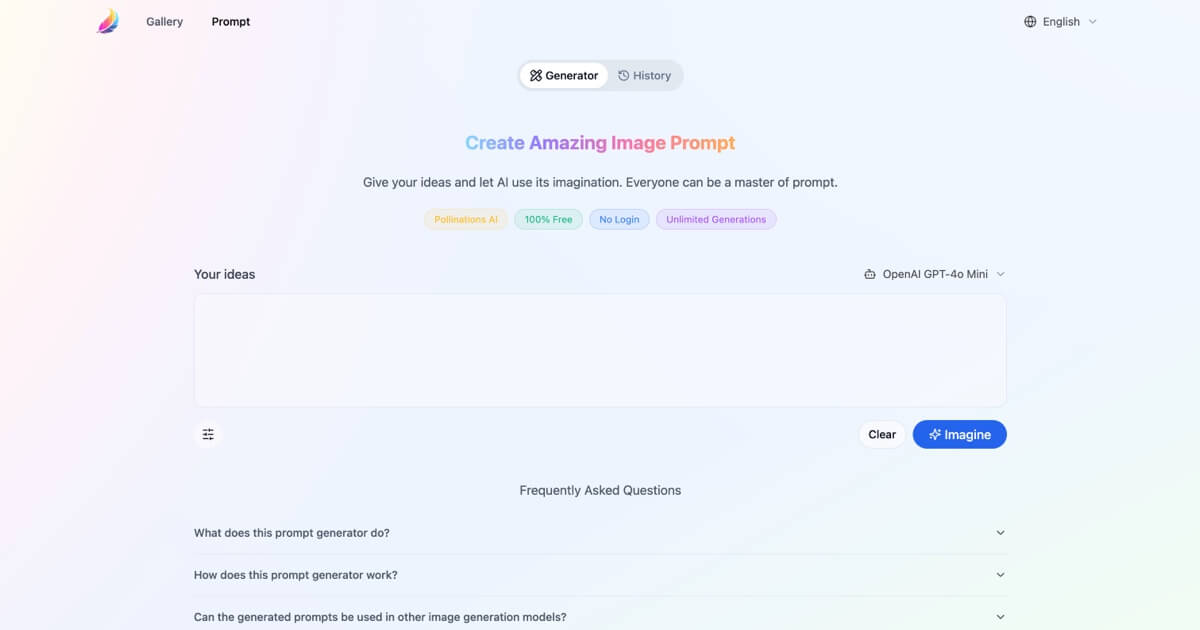 Gallery Prompt English
Generator History
Create Amazing Image Prompt
Give your ideas and let AI use its imagination. Everyone can be a master of prompt.
Pollinations AI 100% Free No Login Unlimited Generations
Your ideas OpenAI GPT-4o Mini
Clear Imagine
Frequently Asked Questions
What does this prompt generator do?
How does this prompt generator work?
Can the generated prompts be used in other image generation models?